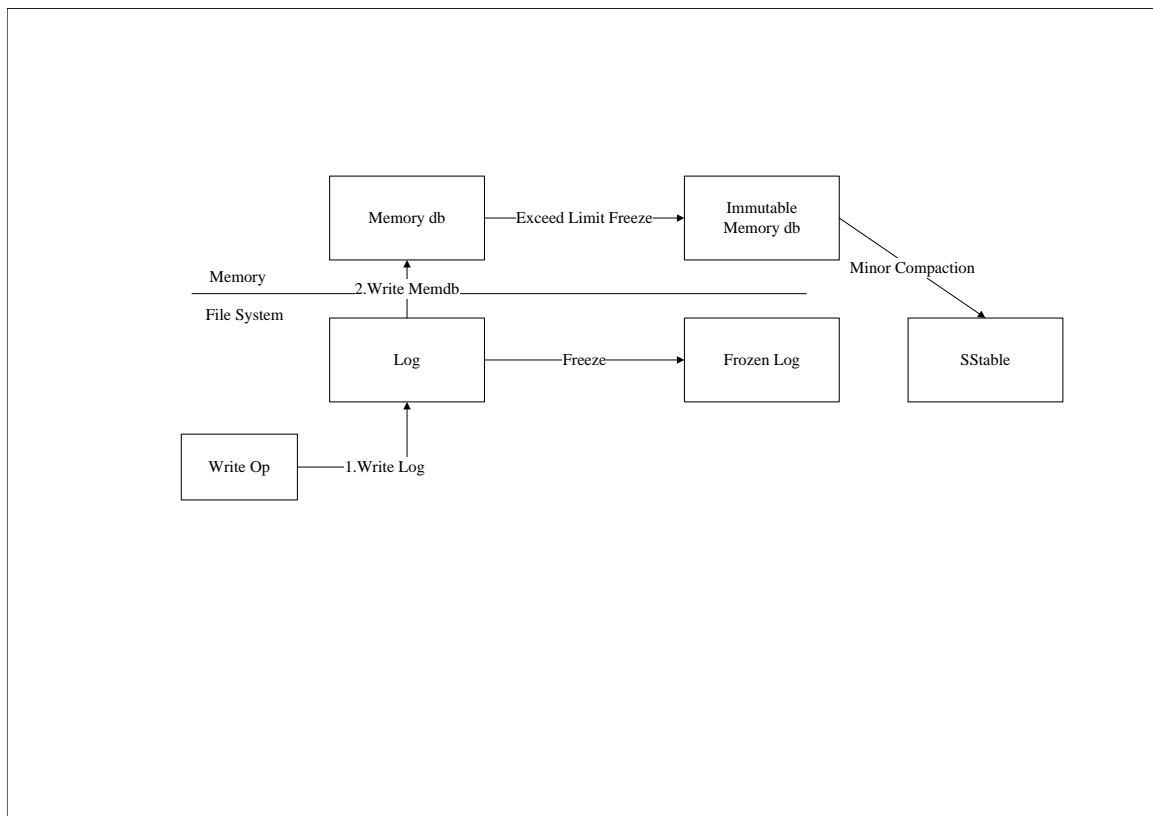 Memory db
Exceed Limit Freeze
Immutable
Memory db
Minor Compaction
Memory
2.Write Memdb
File System
Log
Freeze
Frozen Log
SStable
Write Op
1.Write Log